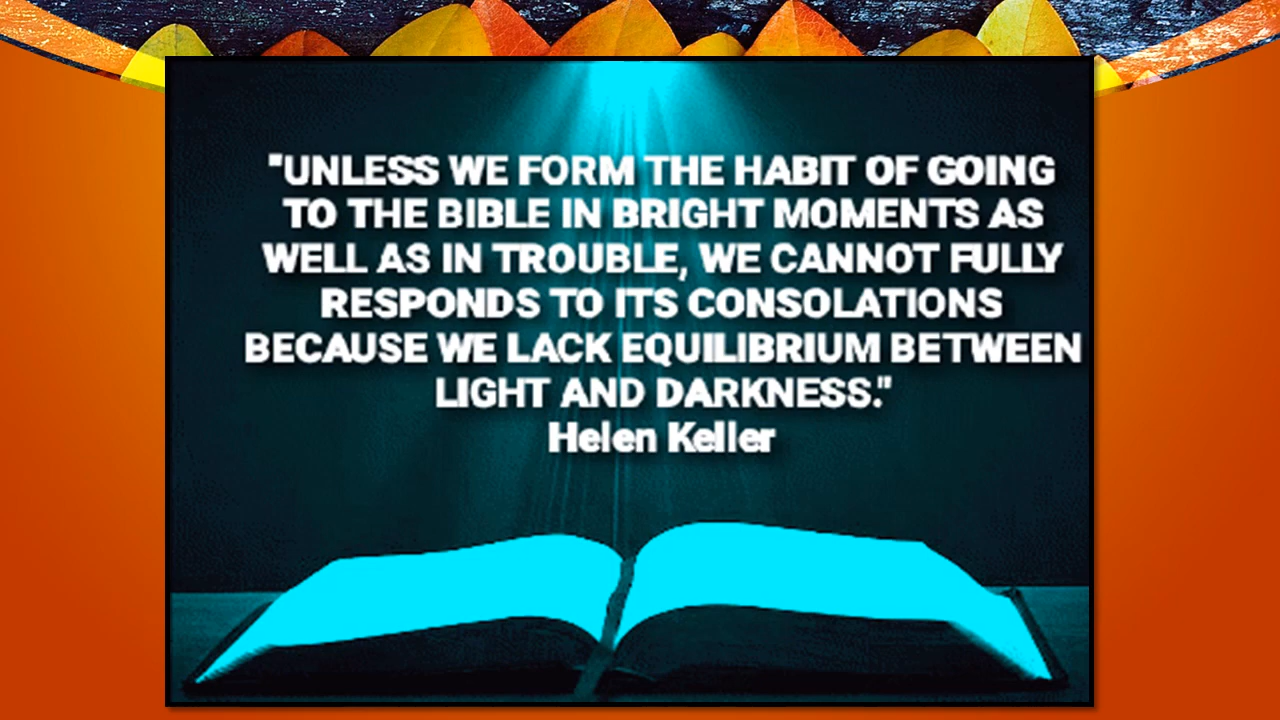 "UNLESS WE FORM THE HABIT OF GOING
TO THE BIBLE IN BRIGHT MOMENTS AS
WELL AS IN TROUBLE, WE CANNOT FULLY
RESPONDS TO ITS CONSOLATIONS
BECAUSE WE LACK EQUILIBRIUM BETWEEN
LIGHT AND DARKNESS."
Helen Keller